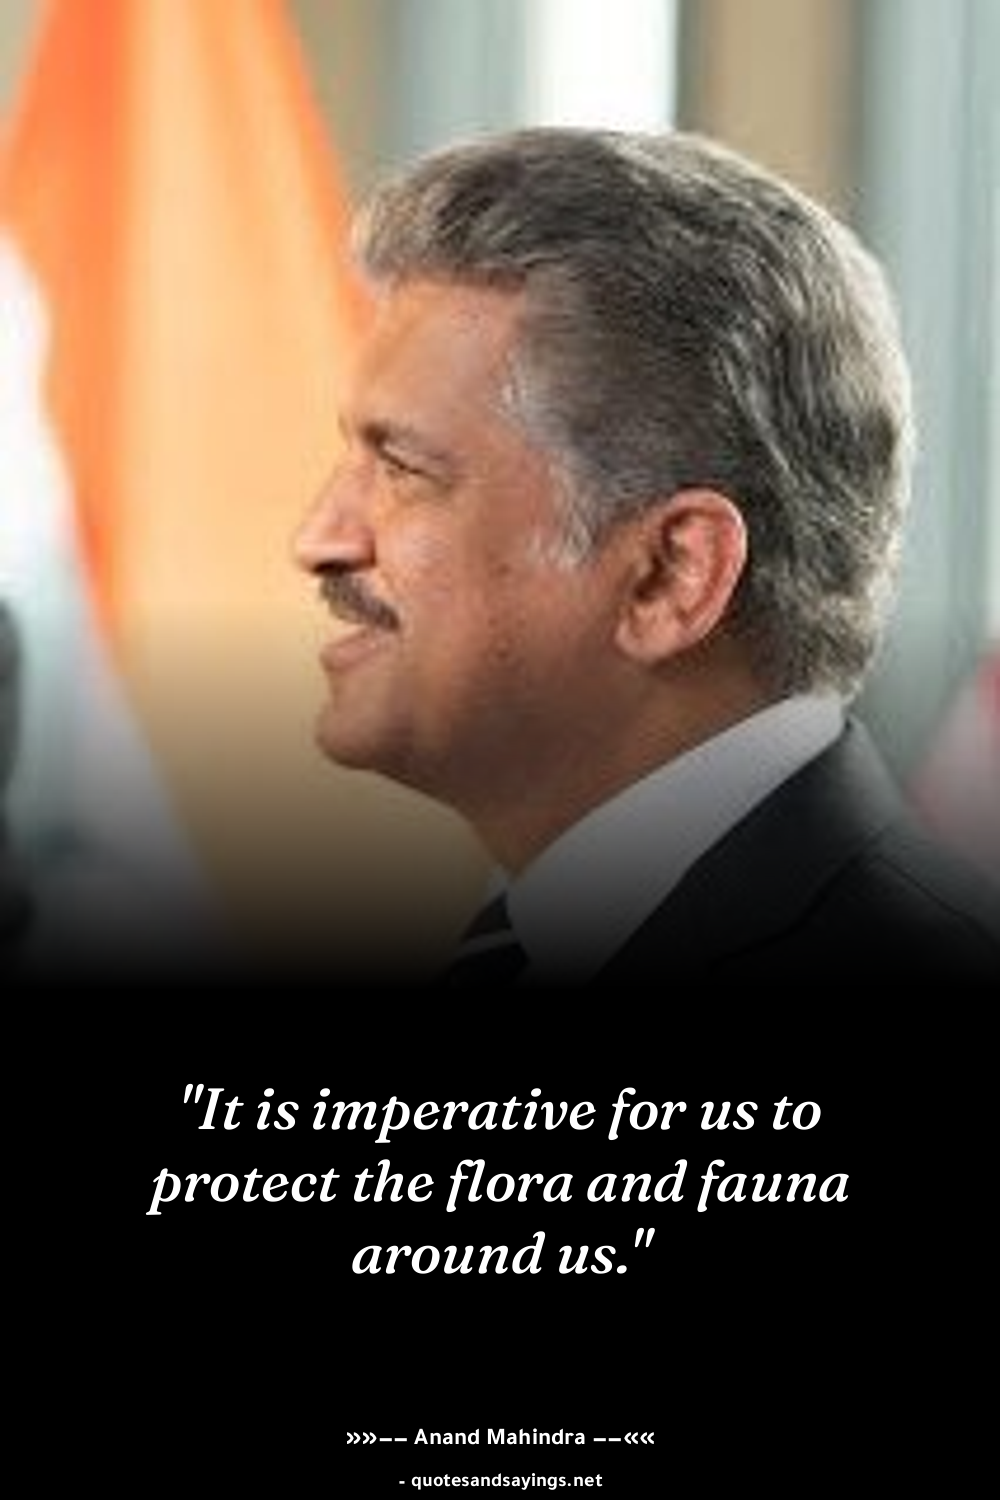 "It is imperative for us to
protect the flora and fauna
around us."
»»–– Anand Mahindra ––««
- quotesandsayings.net